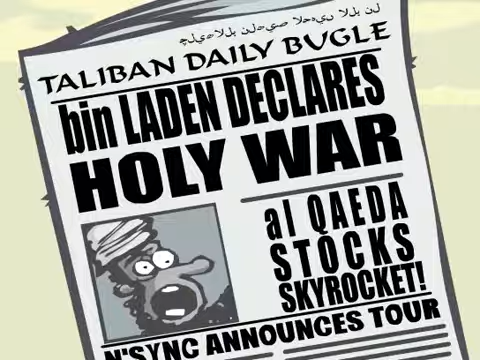 TALIBAN DAILY BUGLE
bin LADEN DECLARES
HOLY WAR
al QAEDA
STOCKS
SKYROCKET!
N'SYNC ANNOUNCES TOUR